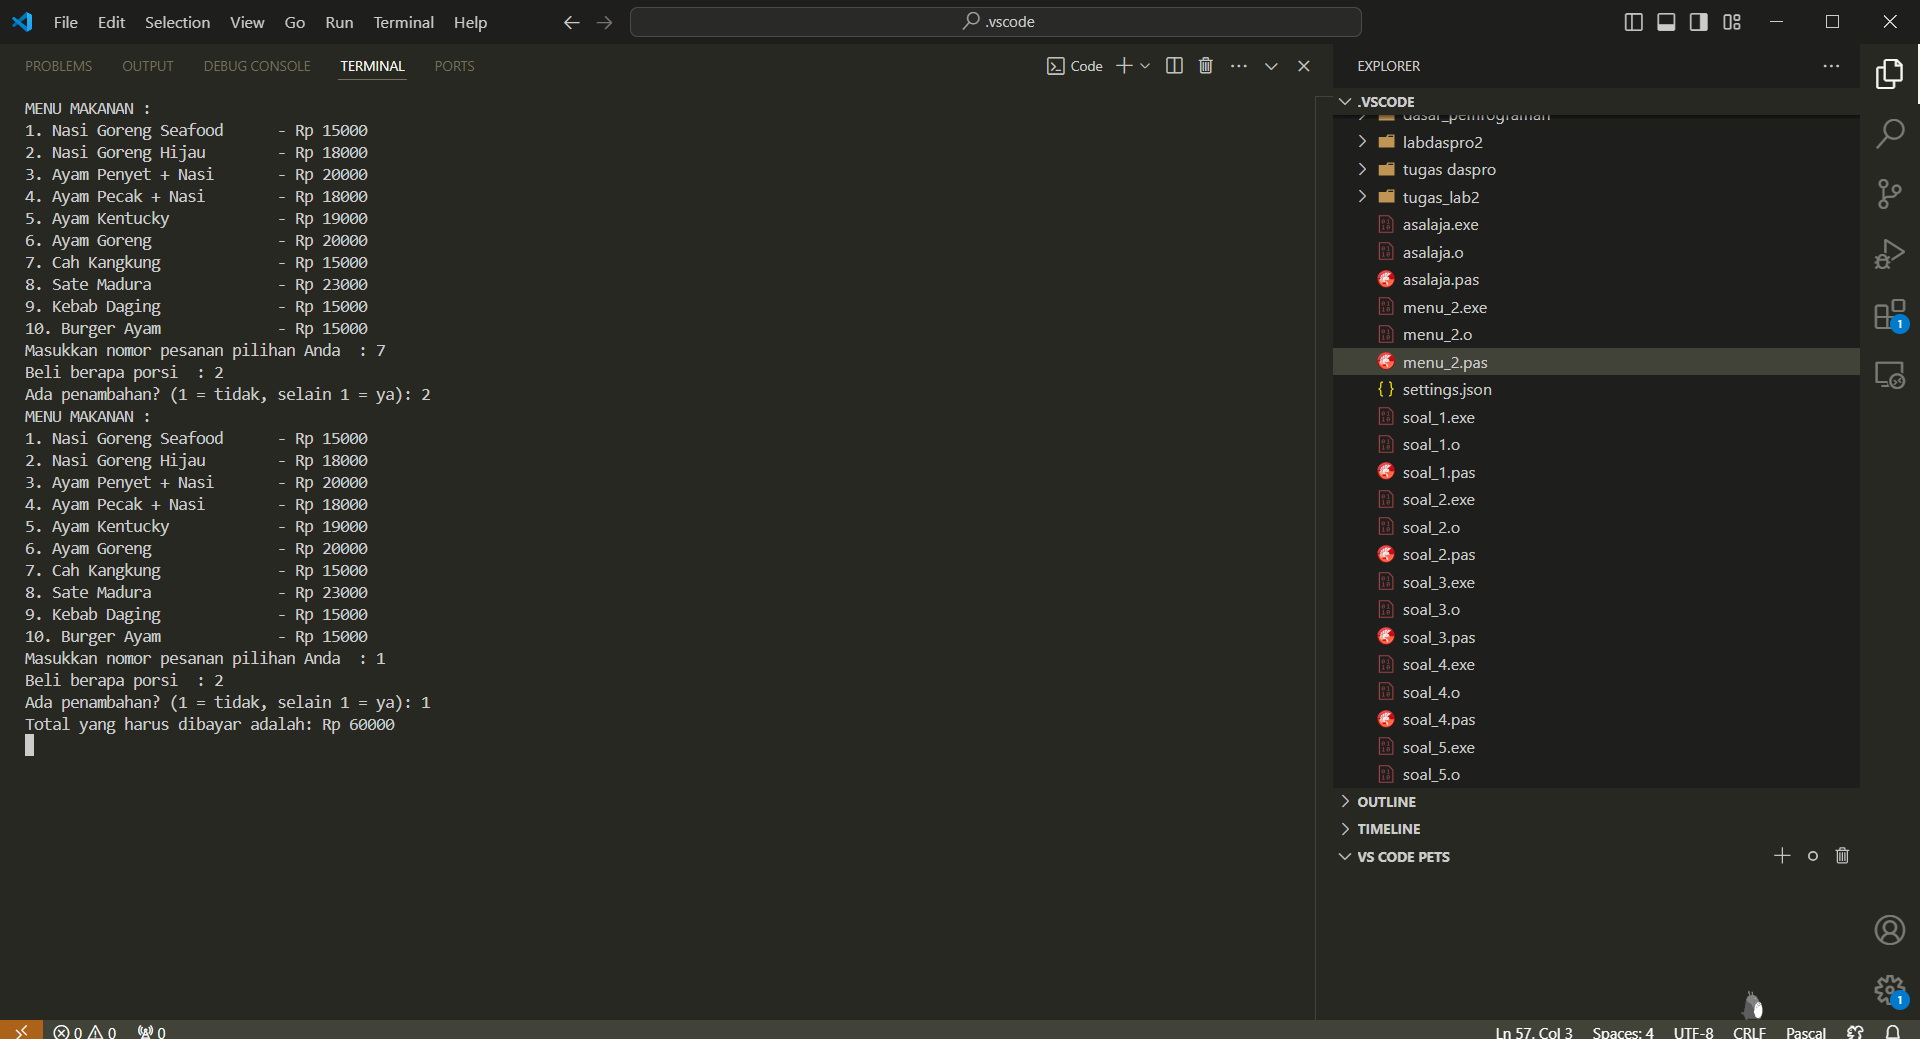 File Edit Selection View Go Run Terminal Help
.vscode
PROBLEMS OUTPUT DEBUG CONSOLE TERMINAL PORTS
Code
MENU MAKANAN :
1. Nasi Goreng Seafood - Rp 15000
2. Nasi Goreng Hijau - Rp 18000
3. Ayam Penyet + Nasi - Rp 20000
4. Ayam Pecak + Nasi - Rp 18000
5. Ayam Kentucky - Rp 19000
6. Ayam Goreng - Rp 20000
7. Cah Kangkung - Rp 15000
8. Sate Madura - Rp 23000
9. Kebab Daging - Rp 15000
10. Burger Ayam - Rp 15000
Masukkan nomor pesanan pilihan Anda  : 7
Beli berapa porsi  : 2
Ada penambahan? (1 = tidak, selain 1 = ya): 2
MENU MAKANAN :
1. Nasi Goreng Seafood - Rp 15000
2. Nasi Goreng Hijau - Rp 18000
3. Ayam Penyet + Nasi - Rp 20000
4. Ayam Pecak + Nasi - Rp 18000
5. Ayam Kentucky - Rp 19000
6. Ayam Goreng - Rp 20000
7. Cah Kangkung - Rp 15000
8. Sate Madura - Rp 23000
9. Kebab Daging - Rp 15000
10. Burger Ayam - Rp 15000
Masukkan nomor pesanan pilihan Anda  : 1
Beli berapa porsi  : 2
Ada penambahan? (1 = tidak, selain 1 = ya): 1
Total yang harus dibayar adalah: Rp 60000
EXPLORER
.VSCODE
dasar_pemrograman
labdaspro2
tugas daspro
tugas_lab2
asalaja.exe
asalaja.o
asalaja.pas
menu_2.exe
menu_2.o
menu_2.pas
{} settings.json
soal_1.exe
soal_1.o
soal_1.pas
soal_2.exe
soal_2.o
soal_2.pas
soal_3.exe
soal_3.o
soal_3.pas
soal_4.exe
soal_4.o
soal_4.pas
soal_5.exe
soal_5.o
OUTLINE
TIMELINE
VS CODE PETS
1
1
0 0 0
Ln 57, Col 3 Spaces: 4 UTF-8 CRLF Pascal